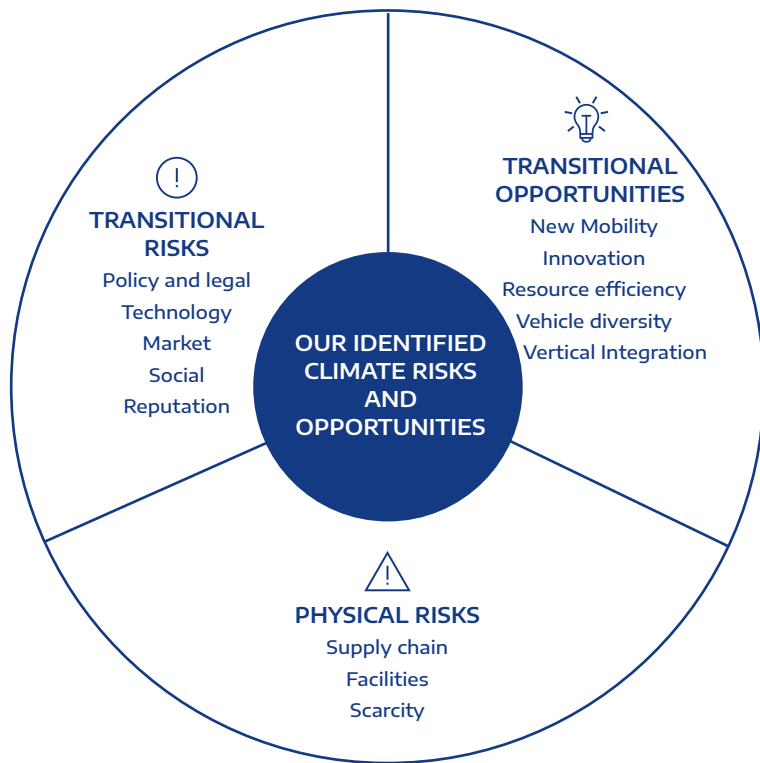 TRANSITIONAL
RISKS
Policy and legal
Technology
Market
Social
Reputation
TRANSITIONAL
OPPORTUNITIES
New Mobility
Innovation
Resource efficiency
Vehicle diversity
Vertical Integration
OUR IDENTIFIED
CLIMATE RISKS
AND
OPPORTUNITIES
PHYSICAL RISKS
Supply chain
Facilities
Scarcity